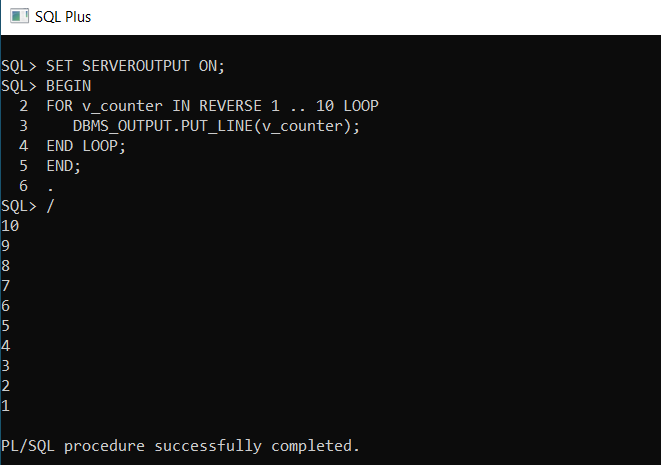 SQL Plus
SQL> SET SERVEROUTPUT ON;
SQL> BEGIN
  2  FOR v_counter IN REVERSE 1 .. 10 LOOP
  3     DBMS_OUTPUT.PUT_LINE(v_counter);
  4  END LOOP;
  5  END;
  6  .
SQL> /
10
9
8
7
6
5
4
3
2
1
PL/SQL procedure successfully completed.